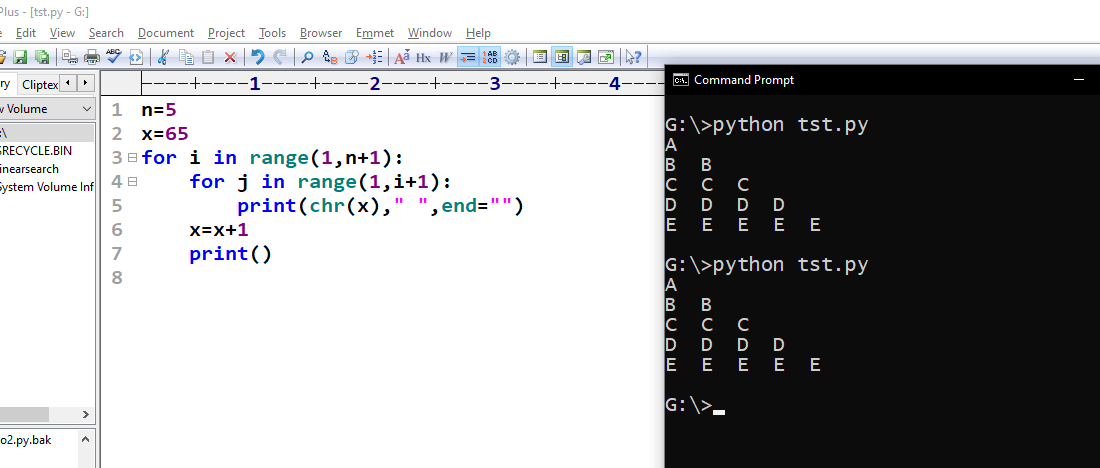 Plus - [tst.py - G:]
Edit View Search Document Project Tools Browser Emmet Window Help
ry Cliptex
w Volume
:\
$RECYCLE.BIN
inearsearch
System Volume Inf
o2.py.bak
----+----1----+----2----+----3----+----4----
1 n=5
2 x=65
3 for i in range(1,n+1):
4 for j in range(1,i+1):
5 print(chr(x)," ",end="")
6 x=x+1
7 print()
8
Command Prompt
G:\>python tst.py
A
B B
C C C
D D D D
E E E E E
G:\>python tst.py
A
B B
C C C
D D D D
E E E E E
G:\>